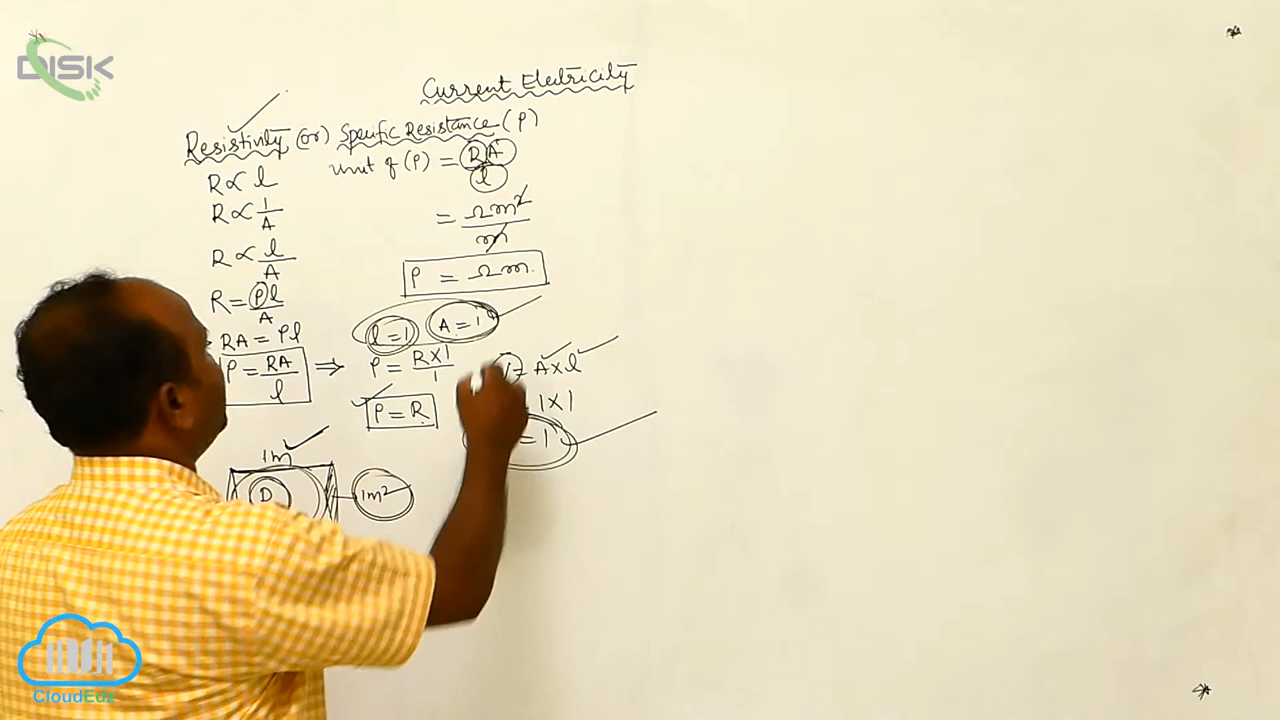 DISK
Current Electricity
Resistivity (or) Specific Resistance (ρ)
R ∝ l
R ∝ 1/A
R ∝ l/A
R = ρl/A
RA = ρl
ρ = RA/l ⇒ ρ = R×1/1
ρ = R
1m
1m²
unit of (ρ) = RA/l
= Ωm²/m
ρ = Ωm.
l = 1 A = 1
= A×l
1×1
= 1
CloudEdz